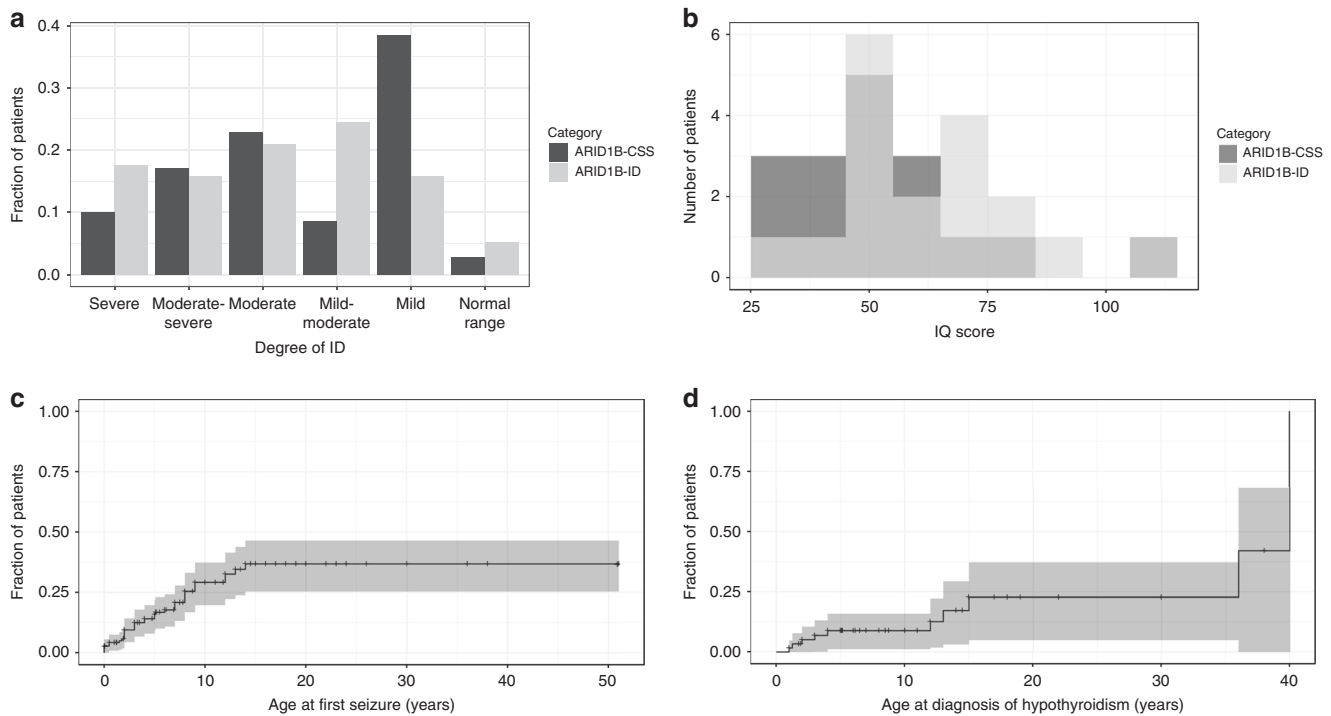 a
0.4
0.3
0.2
0.1
0.0
Fraction of patients
Severe
Moderate-
severe
Moderate
Mild-
moderate
Mild
Normal
range
Degree of ID
Category
ARID1B-CSS
ARID1B-ID
b
6
4
2
0
Number of patients
25
50
75
100
IQ score
Category
ARID1B-CSS
ARID1B-ID
c
1.00
0.75
0.50
0.25
0.00
Fraction of patients
0
10
20
30
40
50
Age at first seizure (years)
d
1.00
0.75
0.50
0.25
0.00
Fraction of patients
0
10
20
30
40
Age at diagnosis of hypothyroidism (years)